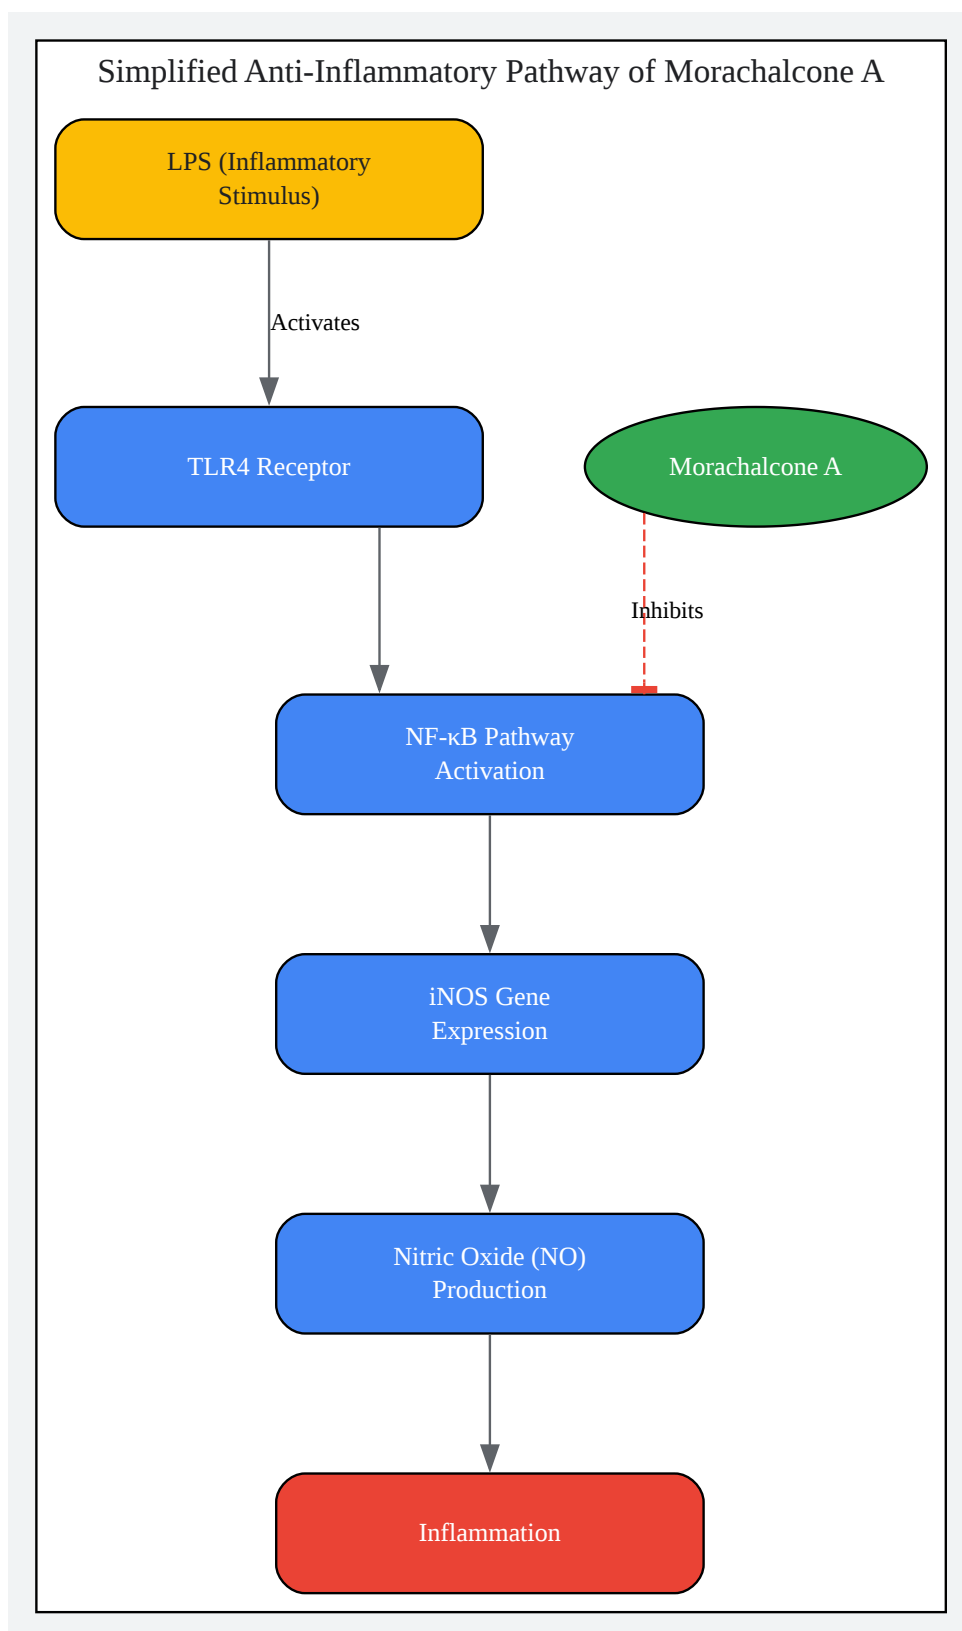 Simplified Anti-Inflammatory Pathway of Morachalcone A
LPS (Inflammatory
Stimulus)
Activates
TLR4 Receptor
Morachalcone A
Inhibits
NF-κB Pathway
Activation
iNOS Gene
Expression
Nitric Oxide (NO)
Production
Inflammation